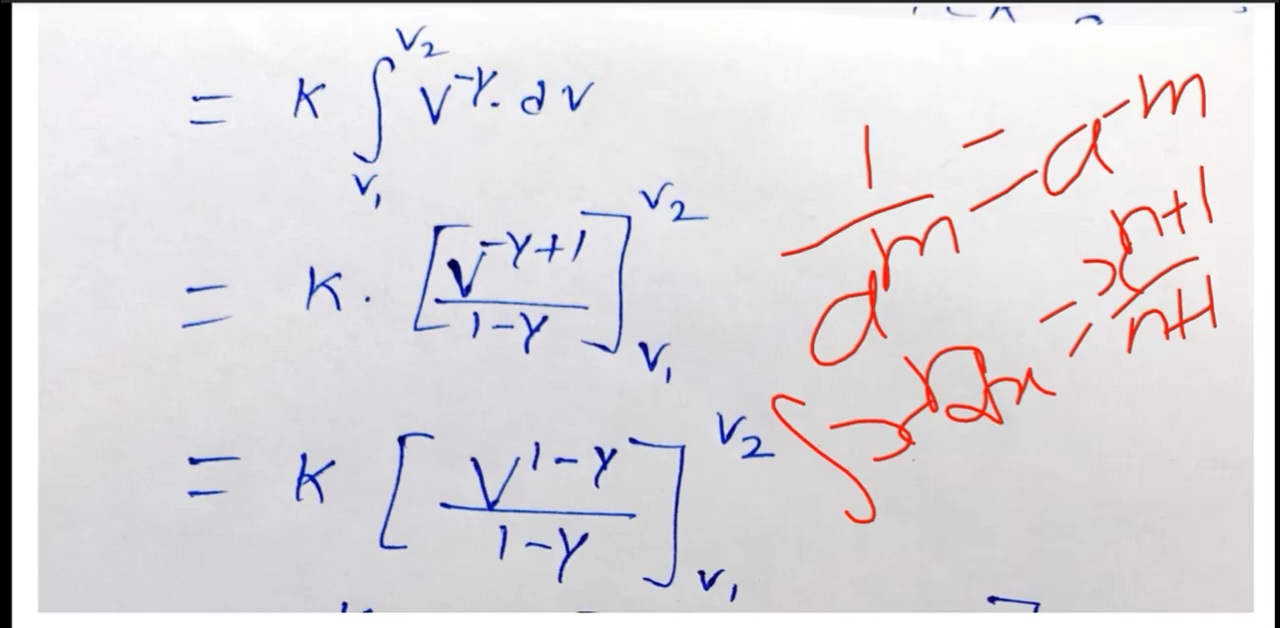 = K ∫_{V₁}^{V₂} V^{-γ}. dV
= K. [V^{-γ+1}/1-γ]_{V₁}^{V₂}
= K [V^{1-γ}/1-γ]_{V₁}^{V₂}
1/a^m = a^{-m}
∫x^n dx = x^{n+1}/n+1